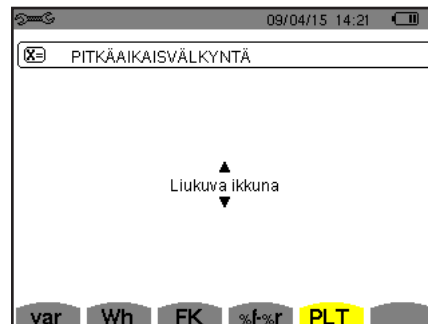 09/04/15 14:21
X= PITKÄAIKAISVÄLKYNTÄ
Liukuva ikkuna
var Wh FK %f-%r PLT